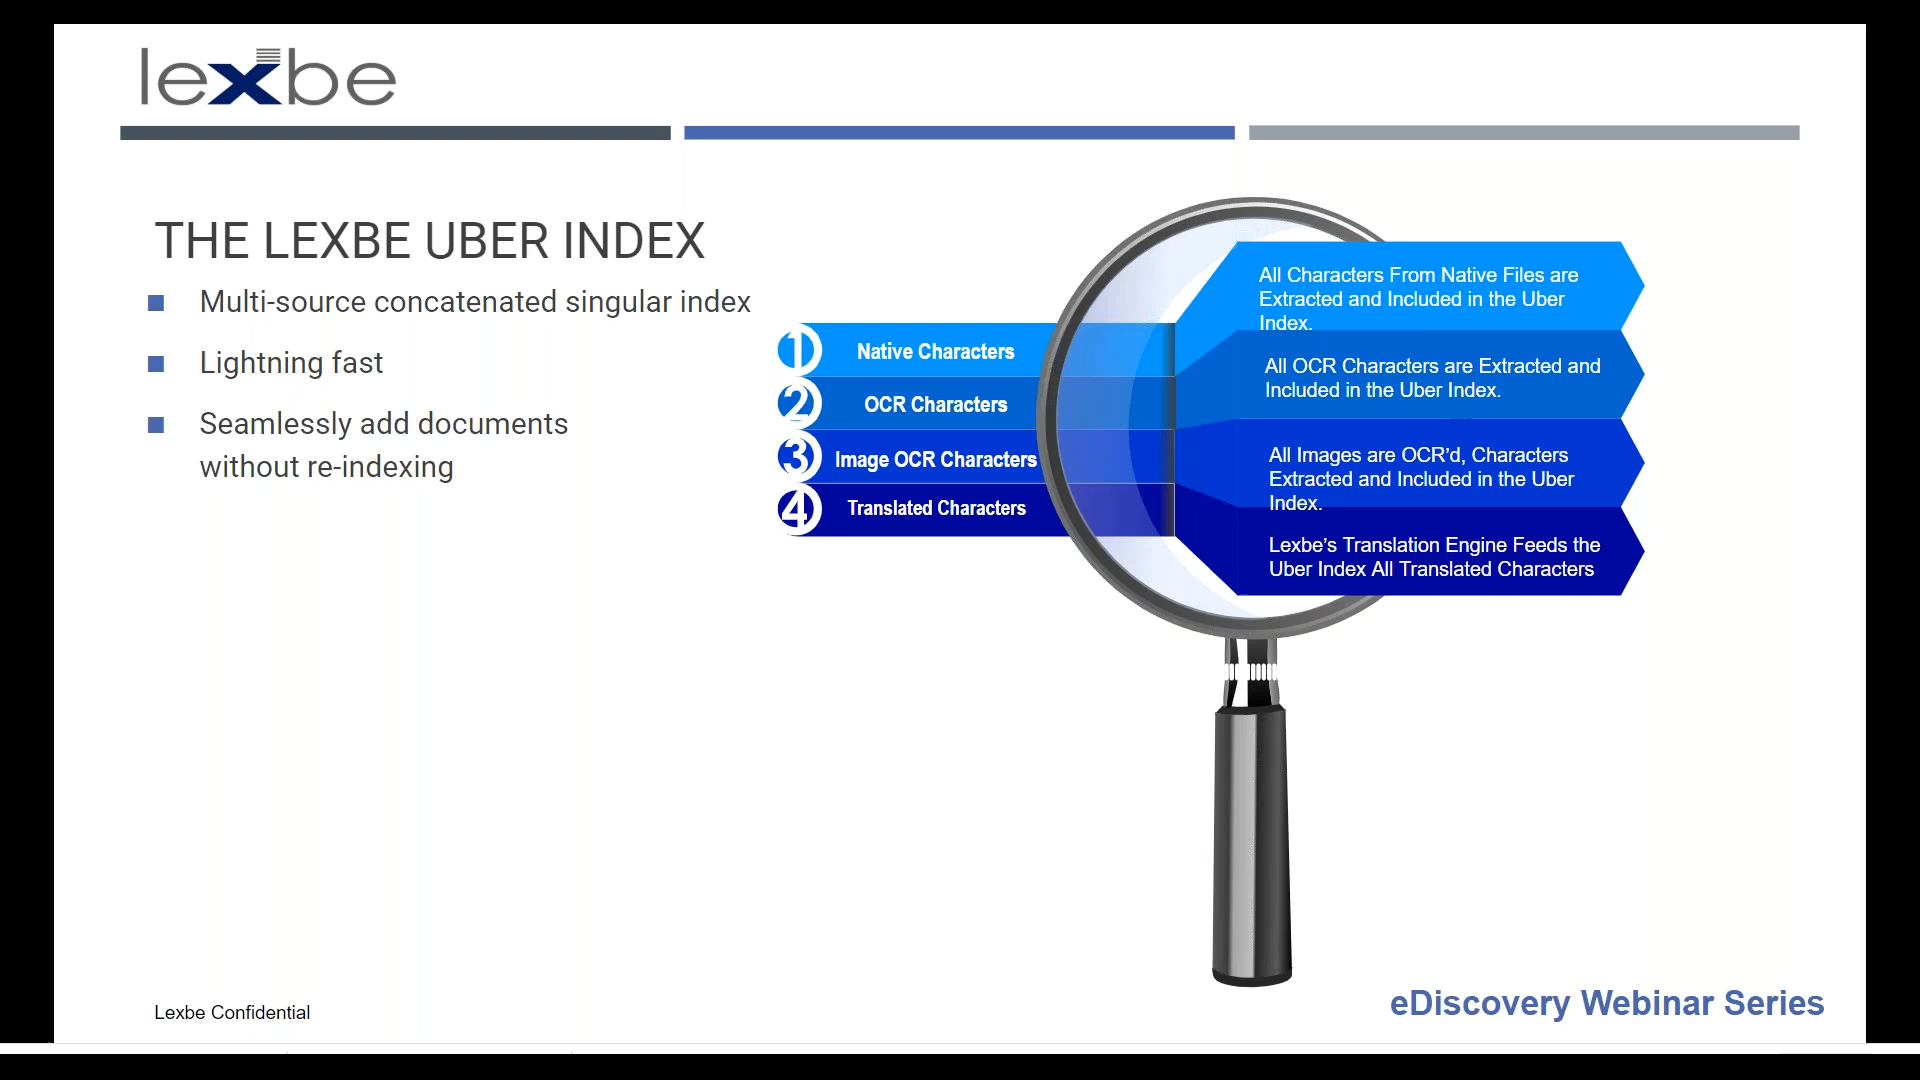 lexbe
THE LEXBE UBER INDEX
Multi-source concatenated singular index
Lightning fast
Seamlessly add documents
without re-indexing
1
Native Characters
2
OCR Characters
3
Image OCR Characters
4
Translated Characters
All Characters From Native Files are
Extracted and Included in the Uber
Index.
All OCR Characters are Extracted and
Included in the Uber Index.
All Images are OCR’d, Characters
Extracted and Included in the Uber
Index.
Lexbe’s Translation Engine Feeds the
Uber Index All Translated Characters
Lexbe Confidential
eDiscovery Webinar Series